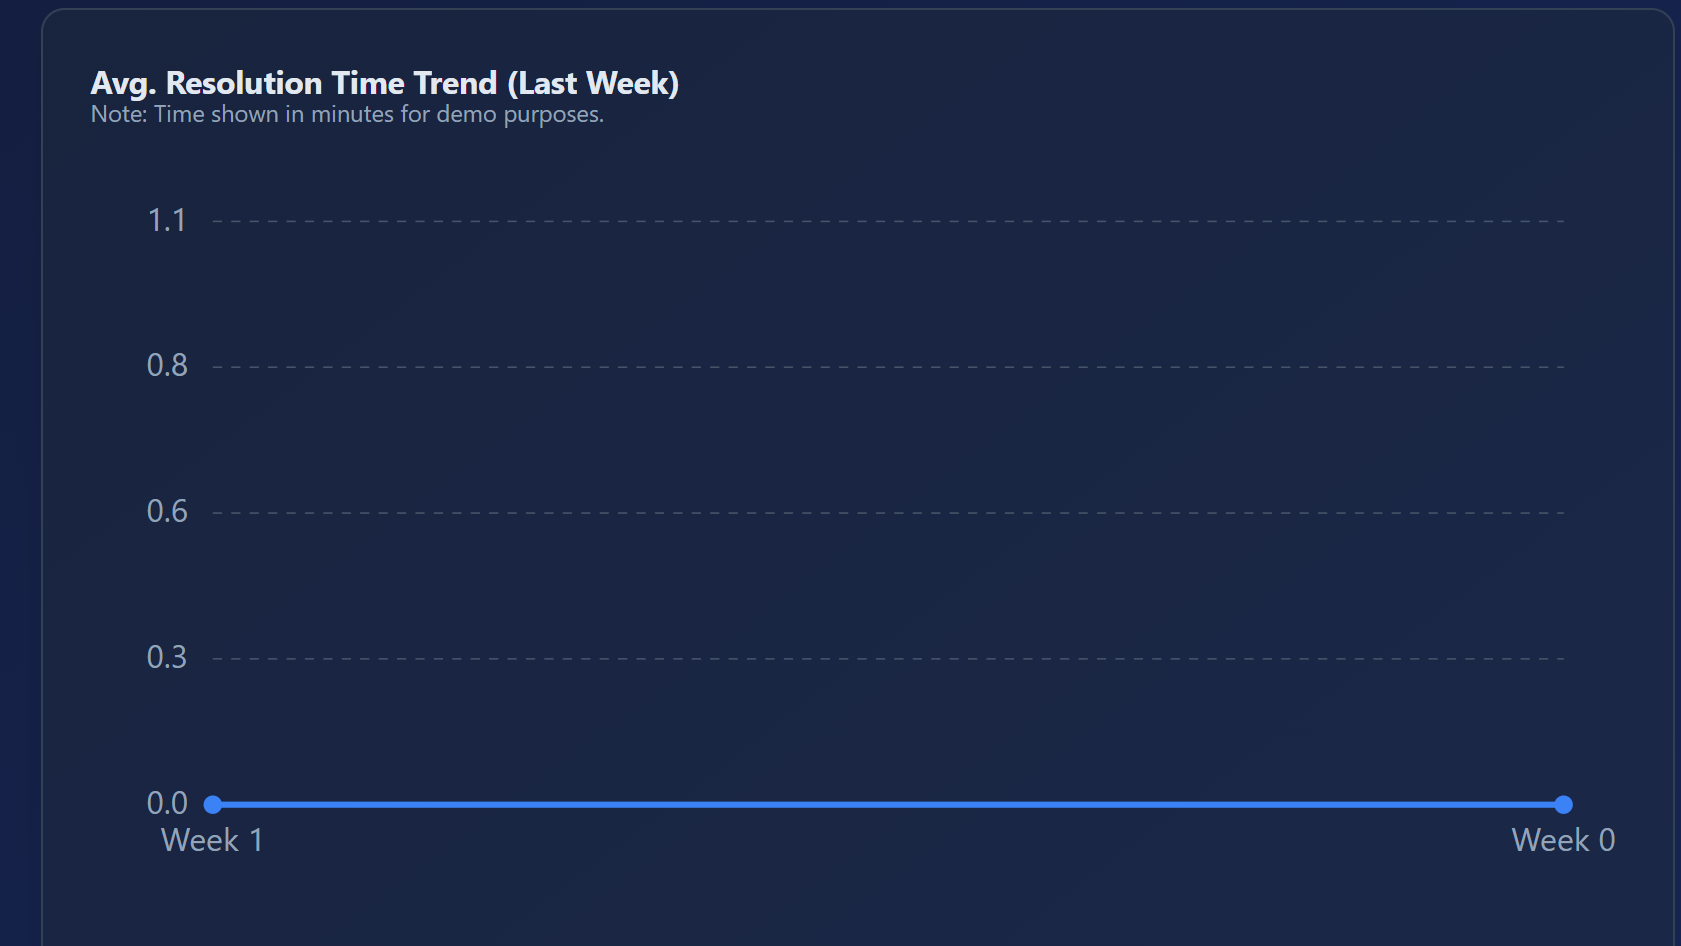 Avg. Resolution Time Trend (Last Week)
Note: Time shown in minutes for demo purposes.
1.1
0.8
0.6
0.3
0.0
Week 1
Week 0